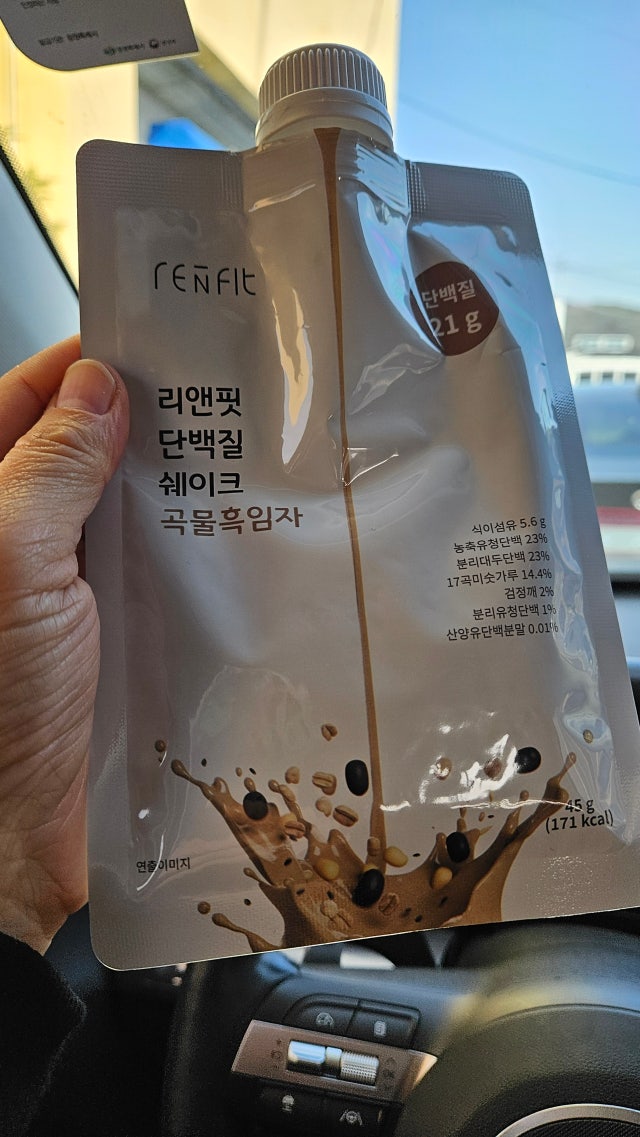 RENFIT
단백질
21 g
리앤핏
단백질
쉐이크
곡물흑임자
식이섬유 5.6 g
농축유청단백 23%
분리대두단백 23%
17곡미숫가루 14.4%
검정깨 2%
분리유청단백 1%
산양유단백분말 0.01%
45 g
(171 kcal)
연출이미지